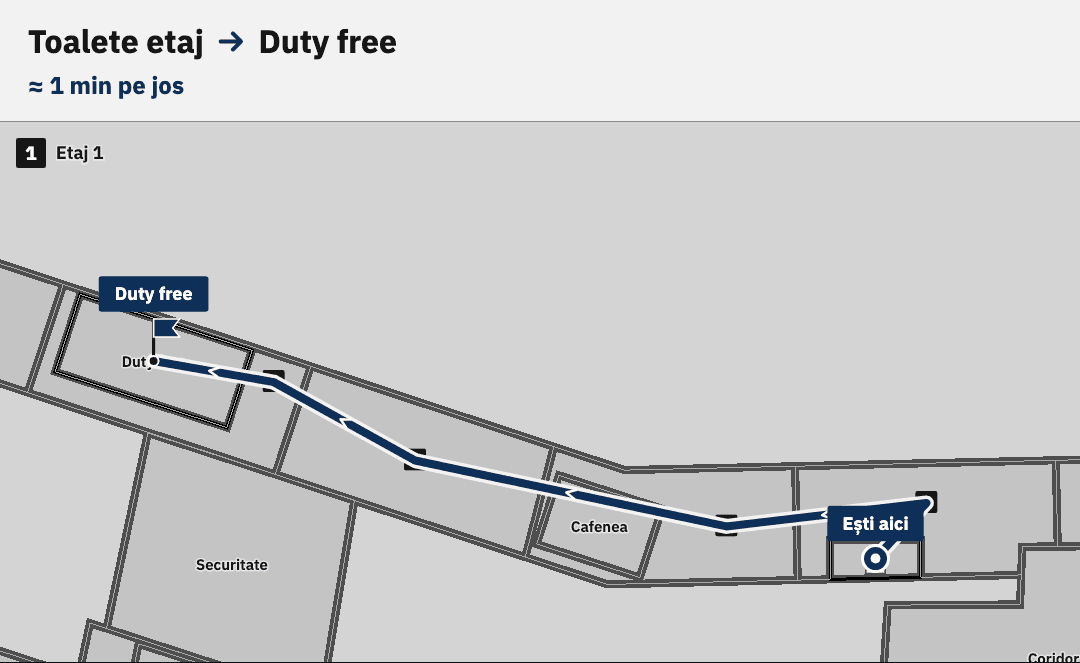 Toalete etaj → Duty free
≈ 1 min pe jos
1 Etaj 1
Duty free
Cafenea
Ești aici
Securitate